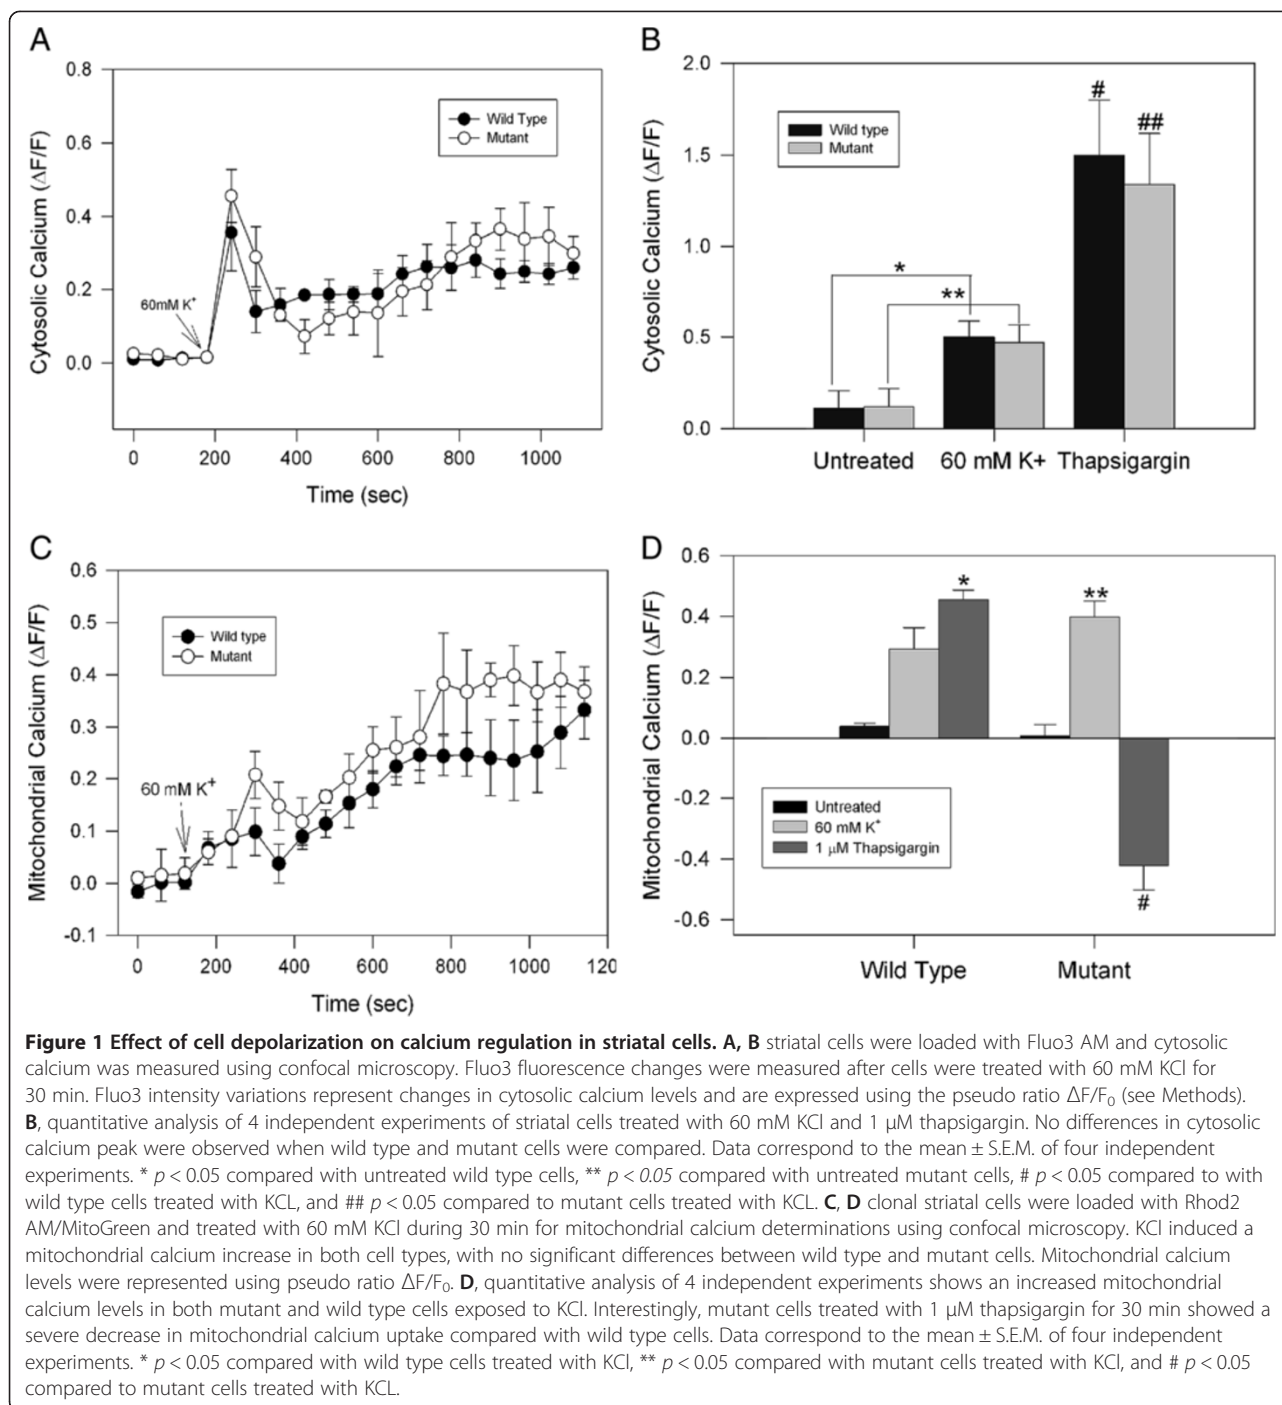 A
0.8
0.6
0.4
0.2
0.0
Cytosolic Calcium (ΔF/F)
Wild Type
Mutant
60mM K+
0 200 400 600 800 1000
Time (sec)
B
2.0
1.5
1.0
0.5
0.0
Cytosolic Calcium (ΔF/F)
Wild type
Mutant
*
**
#
##
Untreated 60 mM K+ Thapsigargin
C
0.6
0.5
0.4
0.3
0.2
0.1
0.0
-0.1
Mitochondrial Calcium (ΔF/F)
Wild type
Mutant
60 mM K+
0 200 400 600 800 1000 120
Time (sec)
D
0.6
0.4
0.2
0.0
-0.2
-0.4
-0.6
Mitochondrial Calcium (ΔF/F)
*
**
#
Untreated
60 mM K+
1 μM Thapsigargin
Wild Type Mutant
Figure 1 Effect of cell depolarization on calcium regulation in striatal cells. A, B striatal cells were loaded with Fluo3 AM and cytosolic
calcium was measured using confocal microscopy. Fluo3 fluorescence changes were measured after cells were treated with 60 mM KCl for
30 min. Fluo3 intensity variations represent changes in cytosolic calcium levels and are expressed using the pseudo ratio ΔF/F0 (see Methods).
B, quantitative analysis of 4 independent experiments of striatal cells treated with 60 mM KCl and 1 μM thapsigargin. No differences in cytosolic
calcium peak were observed when wild type and mutant cells were compared. Data correspond to the mean ± S.E.M. of four independent
experiments. * p < 0.05 compared with untreated wild type cells, ** p < 0.05 compared with untreated mutant cells, # p < 0.05 compared to with
wild type cells treated with KCL, and ## p < 0.05 compared to mutant cells treated with KCL. C, D clonal striatal cells were loaded with Rhod2
AM/MitoGreen and treated with 60 mM KCl during 30 min for mitochondrial calcium determinations using confocal microscopy. KCl induced a
mitochondrial calcium increase in both cell types, with no significant differences between wild type and mutant cells. Mitochondrial calcium
levels were represented using pseudo ratio ΔF/F0. D, quantitative analysis of 4 independent experiments shows an increased mitochondrial
calcium levels in both mutant and wild type cells exposed to KCl. Interestingly, mutant cells treated with 1 μM thapsigargin for 30 min showed a
severe decrease in mitochondrial calcium uptake compared with wild type cells. Data correspond to the mean ± S.E.M. of four independent
experiments. * p < 0.05 compared with wild type cells treated with KCl, ** p < 0.05 compared with mutant cells treated with KCl, and # p < 0.05
compared to mutant cells treated with KCL.